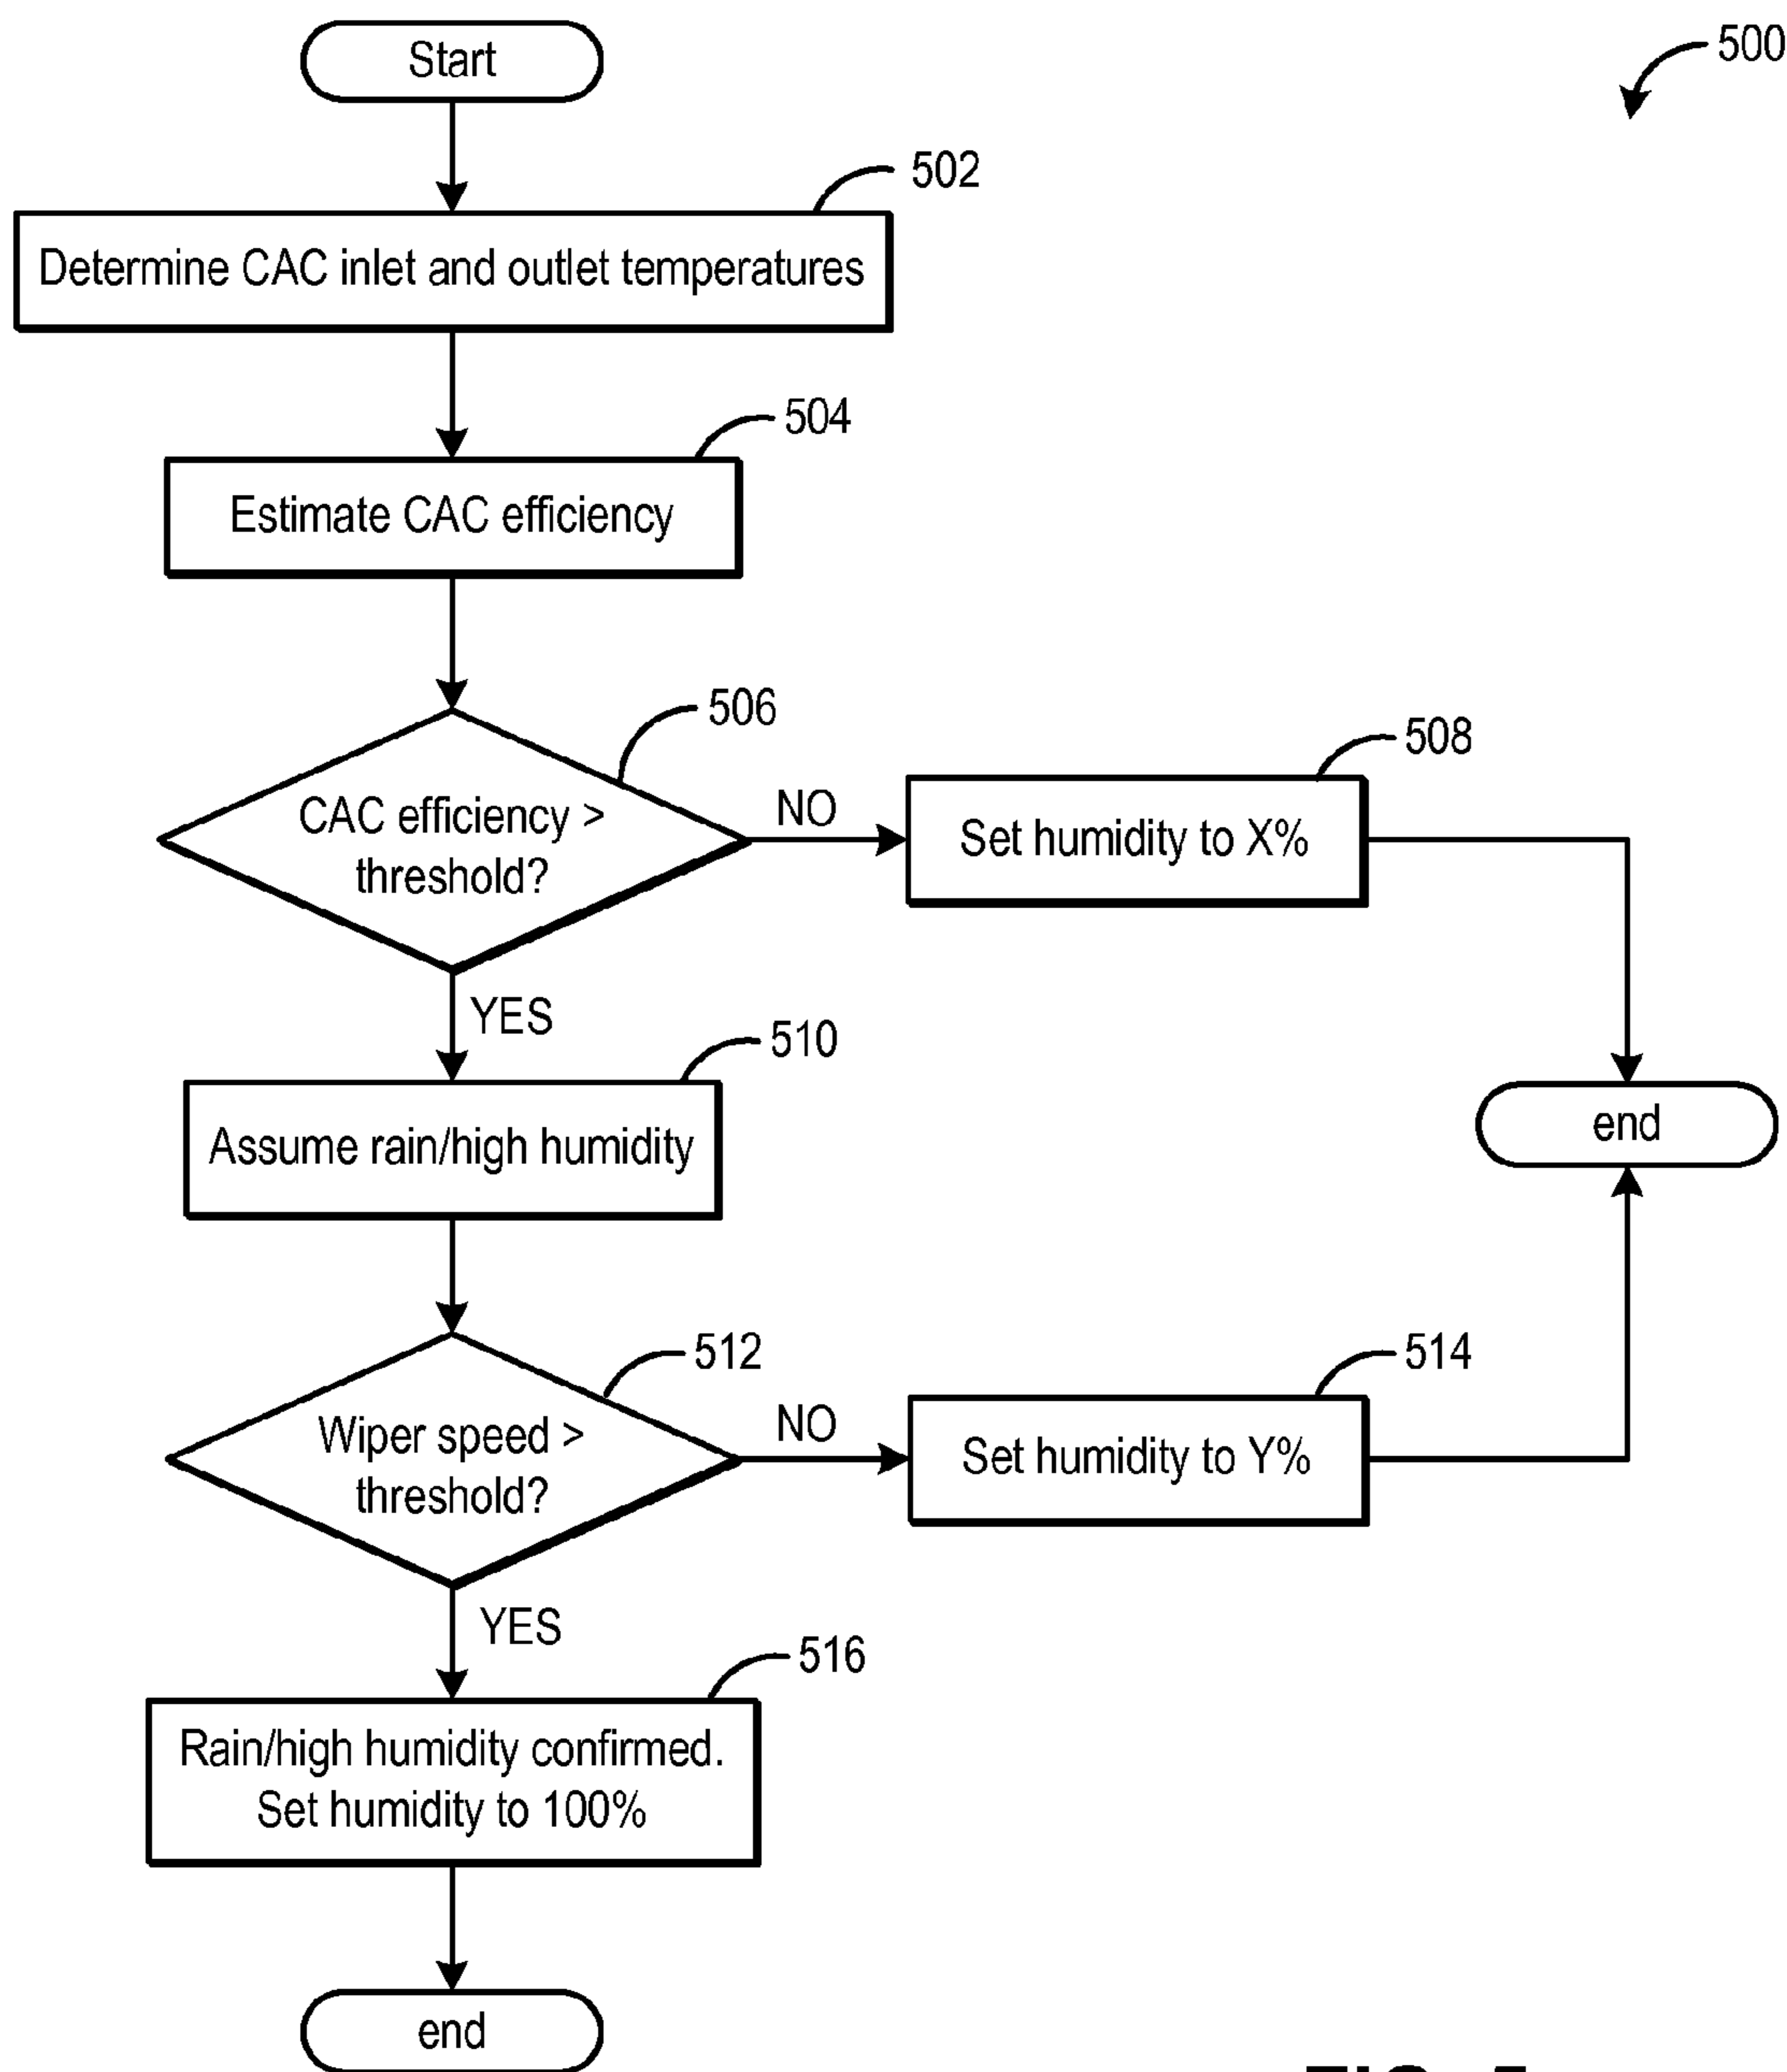 Start
500
502
Determine CAC inlet and outlet temperatures
504
Estimate CAC efficiency
506
CAC efficiency >
threshold?
NO
508
Set humidity to X%
YES
510
Assume rain/high humidity
end
512
Wiper speed >
threshold?
NO
514
Set humidity to Y%
YES
516
Rain/high humidity confirmed.
Set humidity to 100%
end